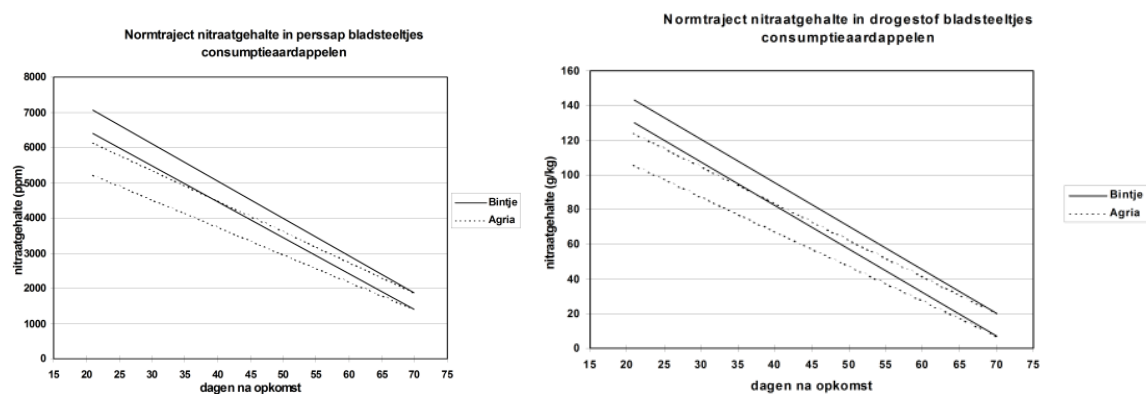 Normtraject nitraatgehalte in perssap bladsteeltjes
consumptieaardappelen
nitraatgehalte (ppm)
8000
7000
6000
5000
4000
3000
2000
1000
0
15 20 25 30 35 40 45 50 55 60 65 70 75
dagen na opkomst
Bintje
Agria
Normtraject nitraatgehalte in drogestof bladsteeltjes
consumptieaardappelen
nitraatgehalte (g/kg)
160
140
120
100
80
60
40
20
0
15 20 25 30 35 40 45 50 55 60 65 70 75
dagen na opkomst
Bintje
Agria